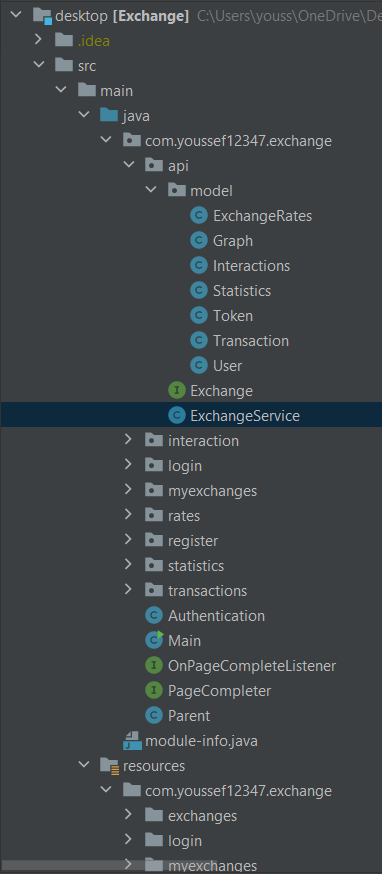 desktop [Exchange] C:\Users\youss\OneDrive\De
.idea
src
main
java
com.youssef12347.exchange
api
model
C ExchangeRates
C Graph
C Interactions
C Statistics
C Token
C Transaction
C User
I Exchange
C ExchangeService
interaction
login
myexchanges
rates
register
statistics
transactions
C Authentication
C Main
I OnPageCompleteListener
I PageCompleter
C Parent
module-info.java
resources
com.youssef12347.exchange
exchanges
login
myexchanges